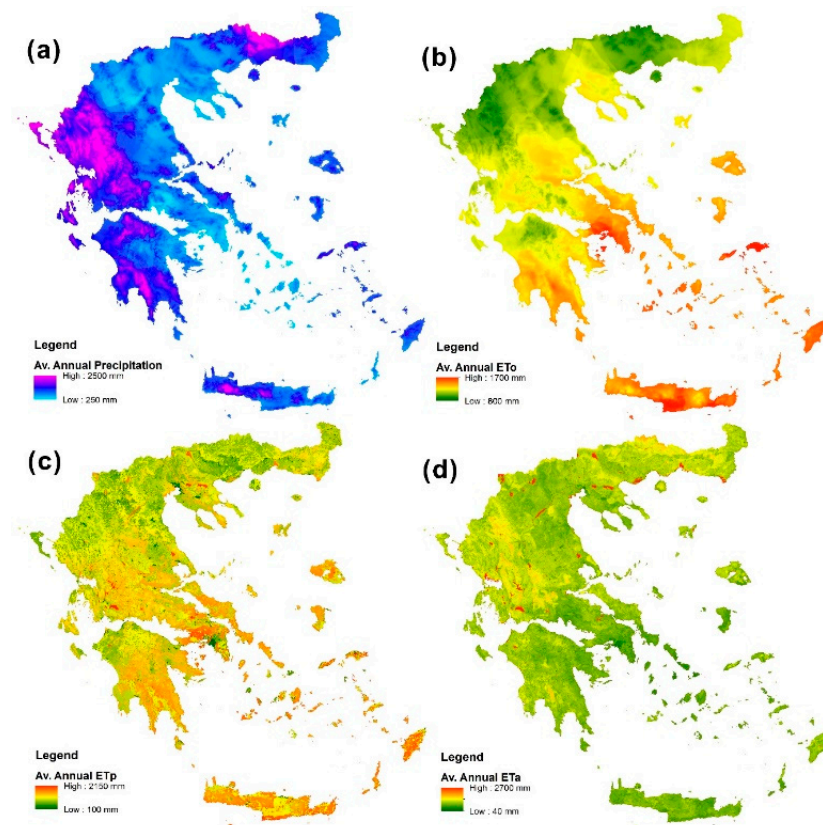 (a)
Legend
Av. Annual Precipitation
High : 2500 mm
Low : 250 mm
(b)
Legend
Av. Annual ETo
High : 1700 mm
Low : 800 mm
(c)
Legend
Av. Annual ETp
High : 2150 mm
Low : 100 mm
(d)
Legend
Av. Annual ETa
High : 2700 mm
Low : 40 mm